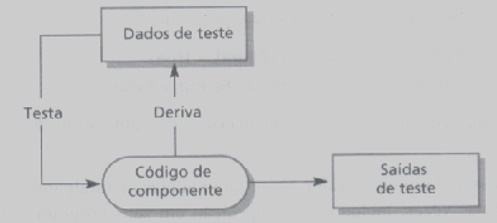 Dados de teste
Testa
Deriva
Código de
componente
Saídas
de teste